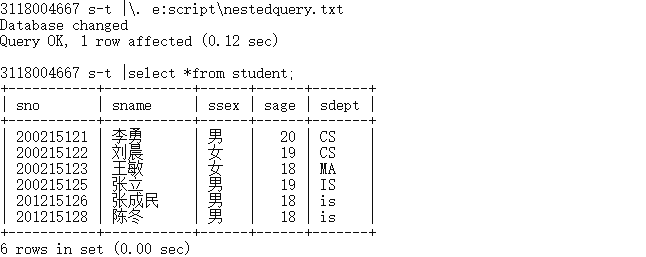 3118004667 s-t |\. e:script\nestedquery.txt
Database changed
Query OK, 1 row affected (0.12 sec)
3118004667 s-t |select *from student;
+-----------+--------+------+------+-------+
| sno       | sname  | ssex | sage | sdept |
+-----------+--------+------+------+-------+
| 200215121 | 李勇   | 男   |   20 | CS    |
| 200215122 | 刘晨   | 女   |   19 | CS    |
| 200215123 | 王敏   | 女   |   18 | MA    |
| 200215125 | 张立   | 男   |   19 | IS    |
| 201215126 | 张成民 | 男   |   18 | is    |
| 201215128 | 陈冬   | 男   |   18 | is    |
+-----------+--------+------+------+-------+
6 rows in set (0.00 sec)